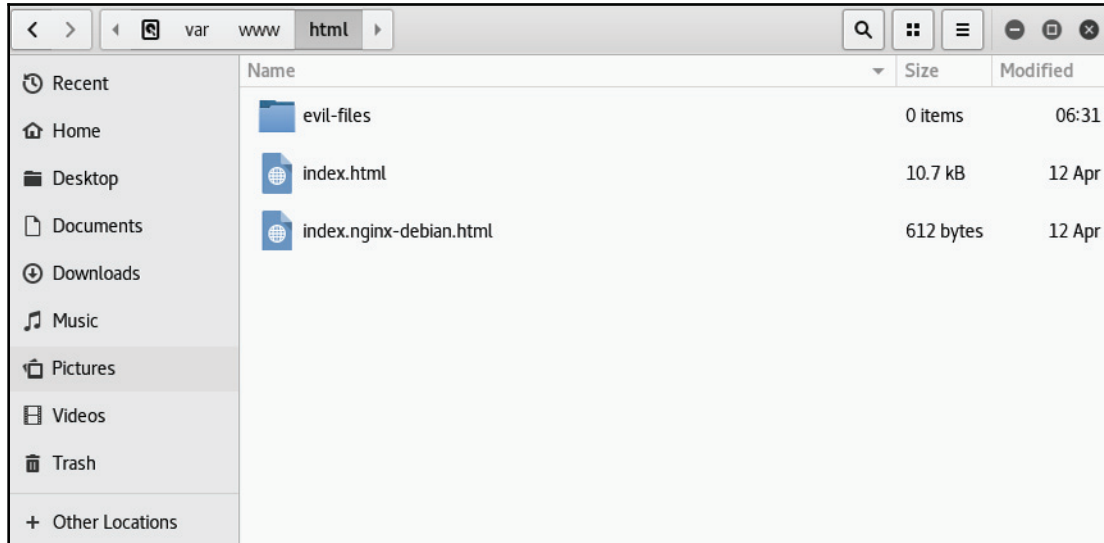 var www html
Name Size Modified
Recent
evil-files 0 items 06:31
Home
index.html 10.7 kB 12 Apr
Desktop
Documents
index.nginx-debian.html 612 bytes 12 Apr
Downloads
Music
Pictures
Videos
Trash
+ Other Locations